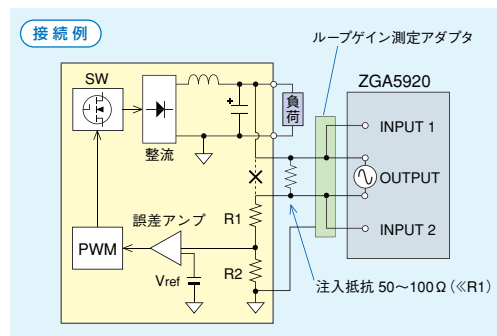 接続例
ループゲイン測定アダプタ
SW
ZGA5920
負荷
INPUT 1
整流
OUTPUT
誤差アンプ
R1
PWM
INPUT 2
Vref
R2
注入抵抗 50～100Ω(≪R1)